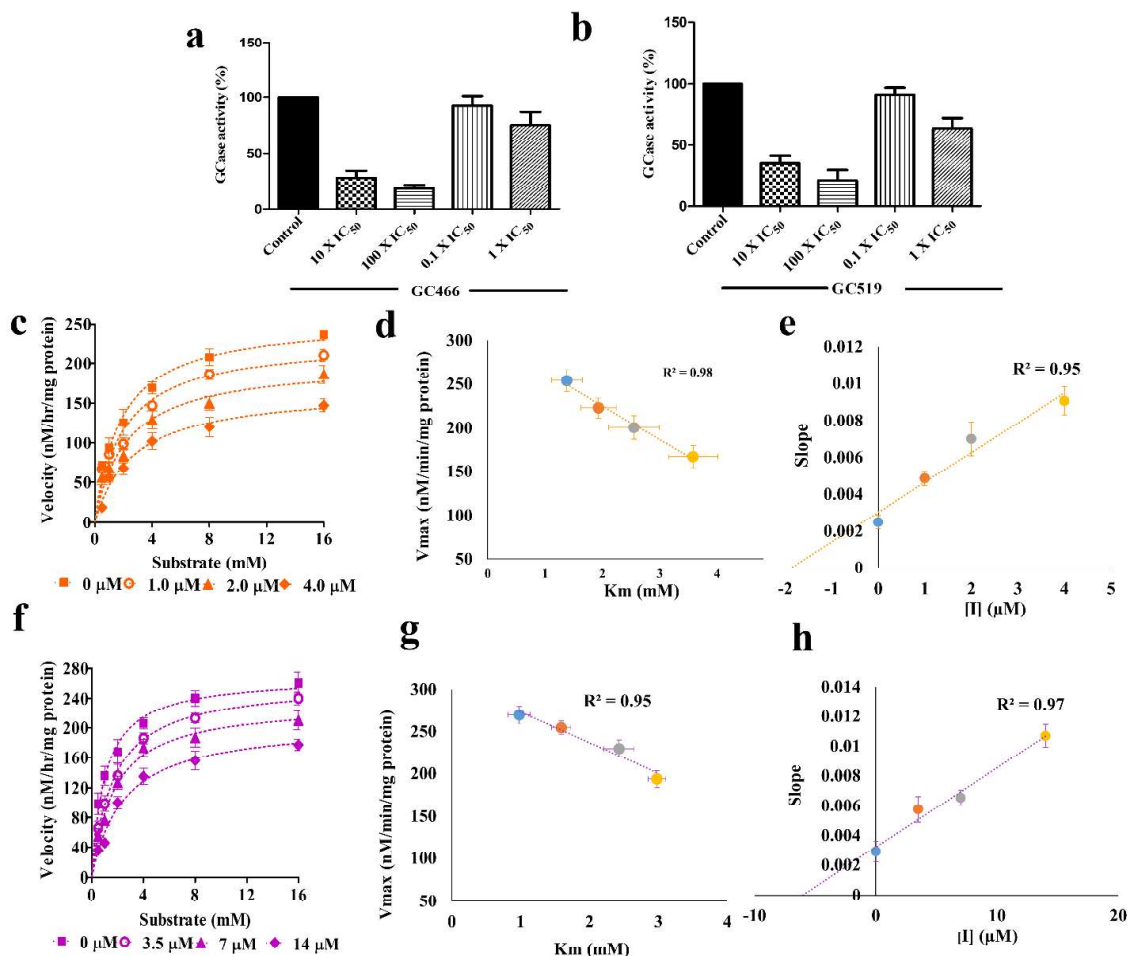 a
GCase activity (%)
150
100
50
0
Control
10 X IC50
100 X IC50
0.1 X IC50
1 X IC50
GC466
b
GCase activity (%)
150
100
50
0
Control
10 X IC50
100 X IC50
0.1 X IC50
1 X IC50
GC519
c
Velocity (nM/hr/mg protein)
250
200
150
100
50
0
0 4 8 12 16
Substrate (mM)
0 μM 1.0 μM 2.0 μM 4.0 μM
d
Vmax (nM/min/mg protein)
300
250
200
150
100
50
R² = 0.98
0 1 2 3 4
Km (mM)
e
Slope
0.012
0.01
0.008
0.006
0.004
0.002
0
R² = 0.95
-2 -1 0 1 2 3 4 5
[I] (μM)
f
Velocity (nM/hr/mg protein)
280
240
200
160
120
80
40
0
0 4 8 12 16
Substrate (mM)
0 μM 3.5 μM 7 μM 14 μM
g
Vmax (nM/min/mg protein)
300
250
200
150
100
50
R² = 0.95
0 1 2 3
Km (mM)
h
Slope
0.014
0.012
0.01
0.008
0.006
0.004
0.002
0
R² = 0.97
-10 0 10 20
[I] (μM)